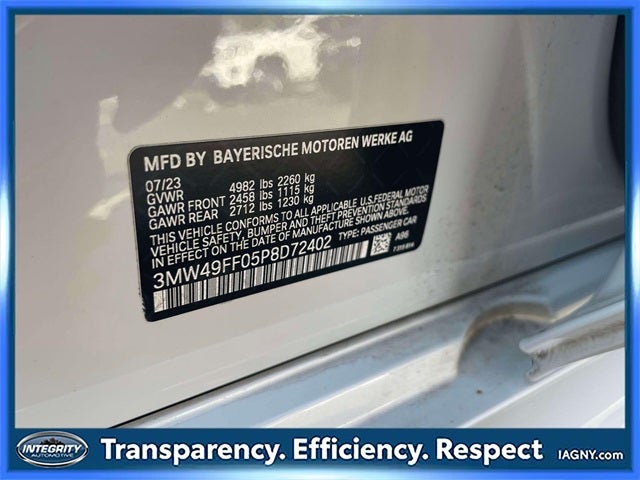 MFD BY BAYERISCHE MOTOREN WERKE AG
07/23
GVWR 4982 lbs 2260 kg
GAWR FRONT 2458 lbs 1115 kg
GAWR REAR 2712 lbs 1230 kg
THIS VEHICLE CONFORMS TO ALL APPLICABLE U.S. FEDERAL MOTOR
VEHICLE SAFETY, BUMPER, AND THEFT PREVENTION STANDARDS
IN EFFECT ON THE DATE OF MANUFACTURE SHOWN ABOVE.
3MW49FF05P8D72402 TYPE: PASSENGER CAR
A96
INTEGRITY
AUTOMOTIVE
Transparency. Efficiency. Respect
IAGNY.com